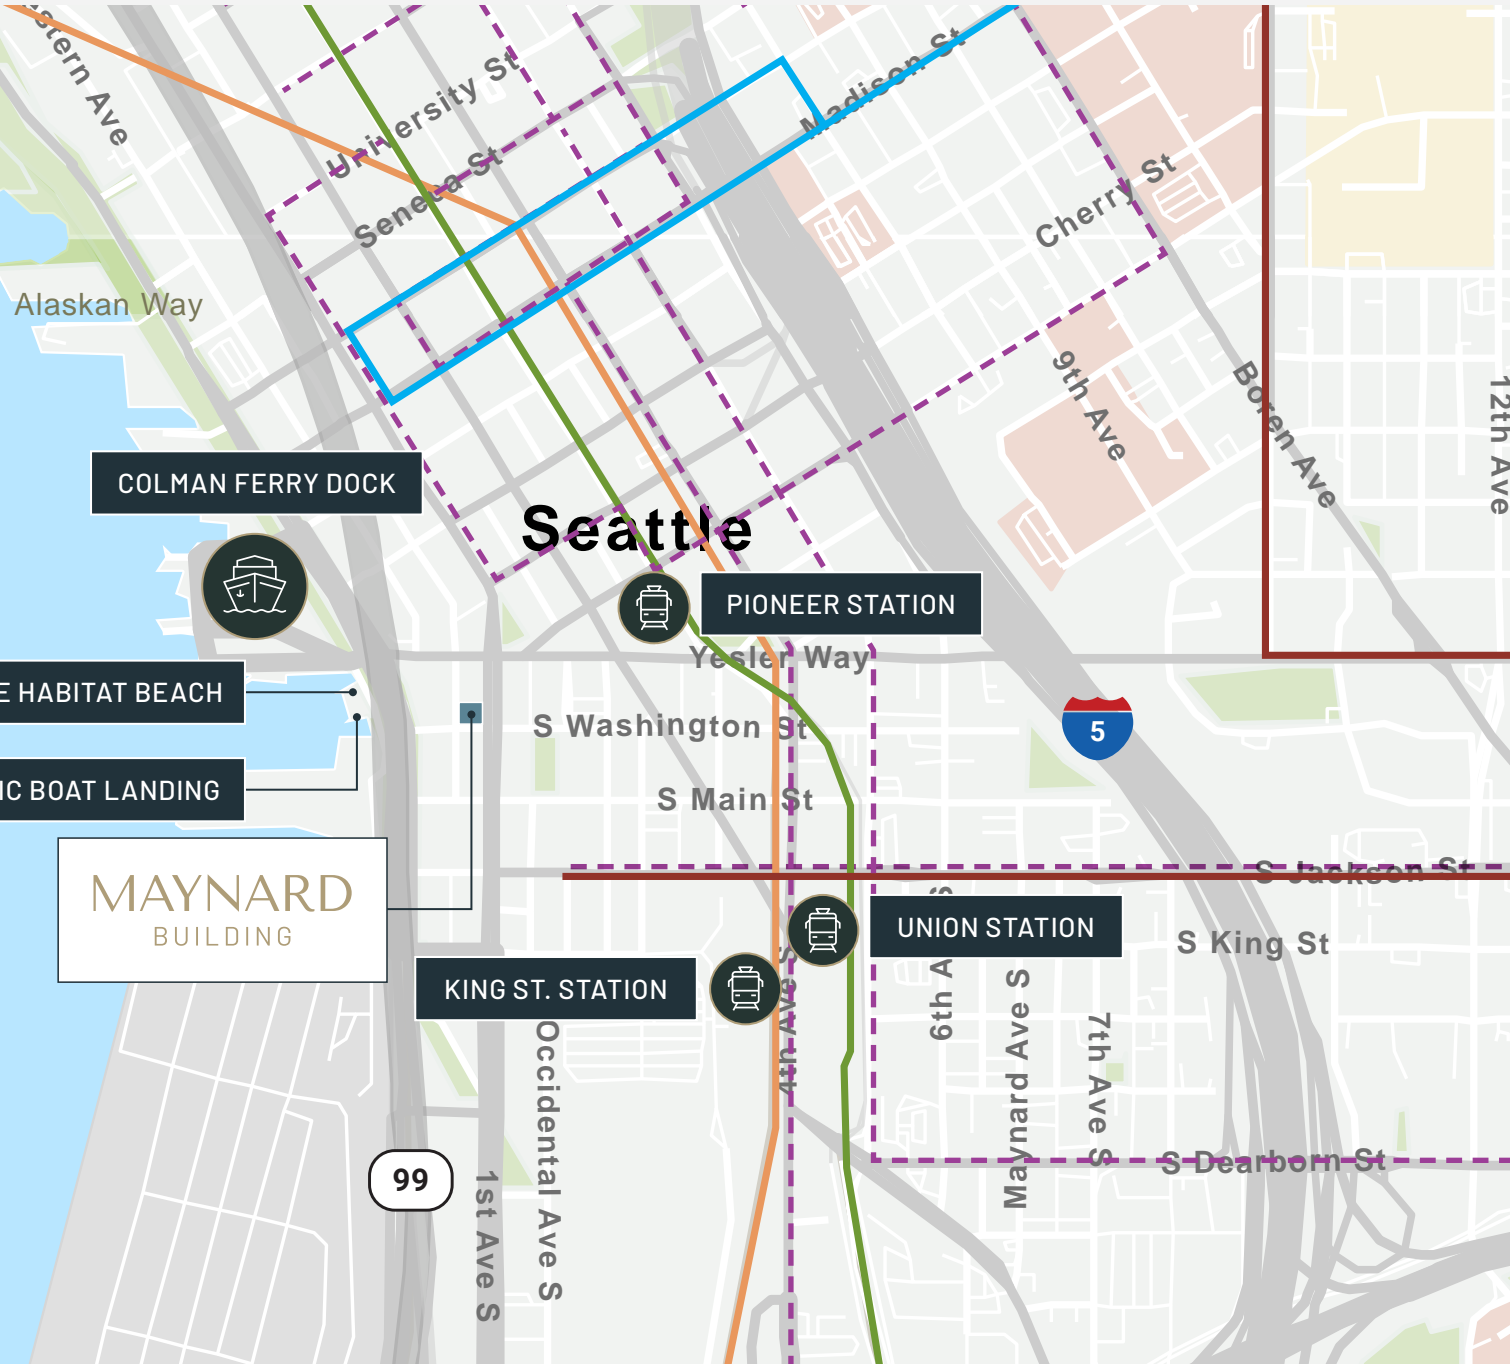 stern Ave
University St
Seneca St
Madison St
Cherry St
Alaskan Way
9th Ave
Boren Ave
12th Ave
COLMAN FERRY DOCK
Seattle
PIONEER STATION
Yesler Way
E HABITAT BEACH
S Washington St
5
IC BOAT LANDING
S Main St
MAYNARD
BUILDING
S Jackson St
UNION STATION
S King St
KING ST. STATION
6th A S
4th Ave S
Maynard Ave S
7th Ave S
Occidental Ave S
S Dearborn St
99
1st Ave S